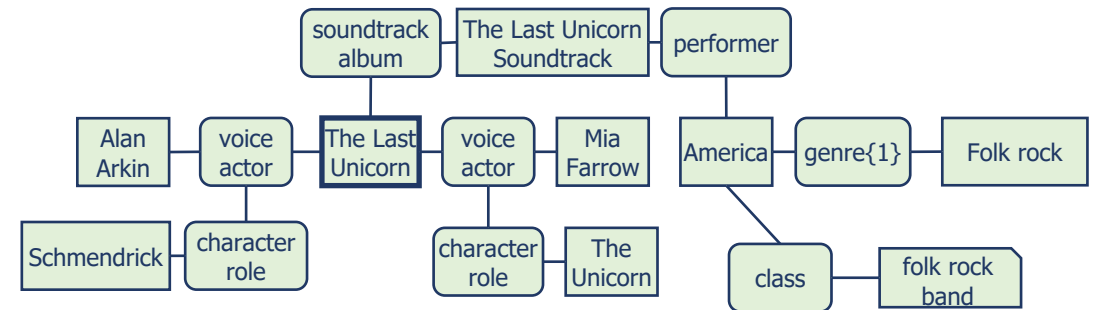 soundtrack
album
The Last Unicorn
Soundtrack
performer
Alan
Arkin
voice
actor
The Last
Unicorn
voice
actor
Mia
Farrow
America
genre{1}
Folk rock
Schmendrick
character
role
character
role
The
Unicorn
class
folk rock
band